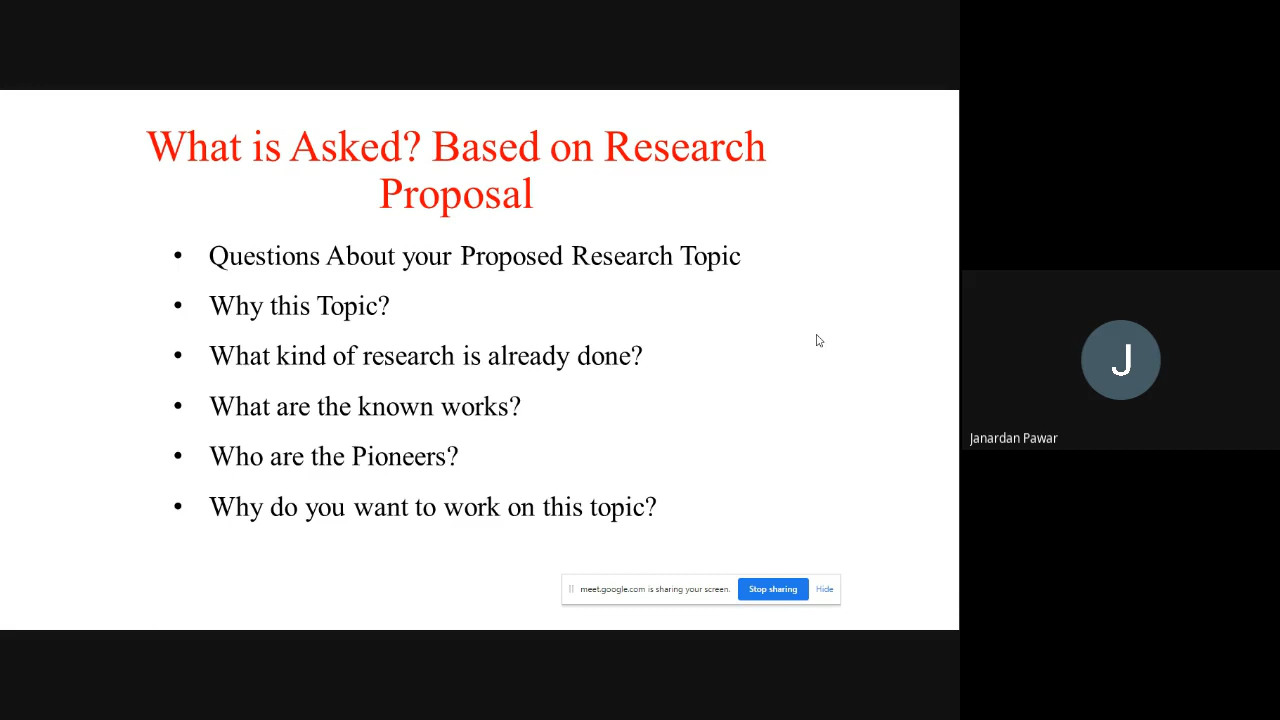 What is Asked? Based on Research
Proposal
• Questions About your Proposed Research Topic
• Why this Topic?
• What kind of research is already done?
• What are the known works?
• Who are the Pioneers?
• Why do you want to work on this topic?
meet.google.com is sharing your screen. Stop sharing Hide
J
Janardan Pawar